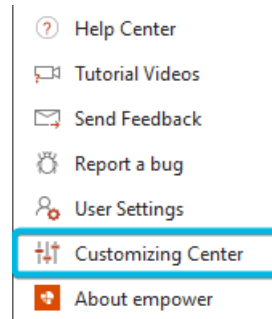 Help Center
Tutorial Videos
Send Feedback
Report a bug
User Settings
Customizing Center
About empower